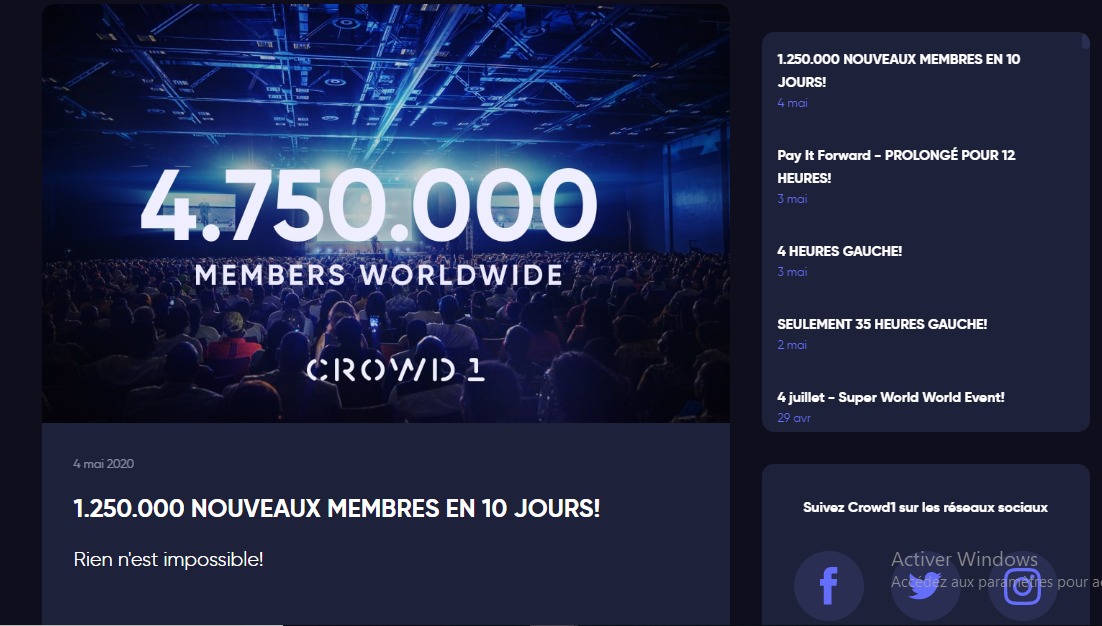 4.750.000
MEMBERS WORLDWIDE
CROWD1
4 mai 2020
1.250.000 NOUVEAUX MEMBRES EN 10 JOURS!
Rien n'est impossible!
1.250.000 NOUVEAUX MEMBRES EN 10
JOURS!
4 mai
Pay It Forward - PROLONGÉ POUR 12
HEURES!
3 mai
4 HEURES GAUCHE!
3 mai
SEULEMENT 35 HEURES GAUCHE!
2 mai
4 juillet - Super World World Event!
29 avr
Suivez Crowd1 sur les réseaux sociaux
Activer Windows
Accédez aux paramètres pour ac